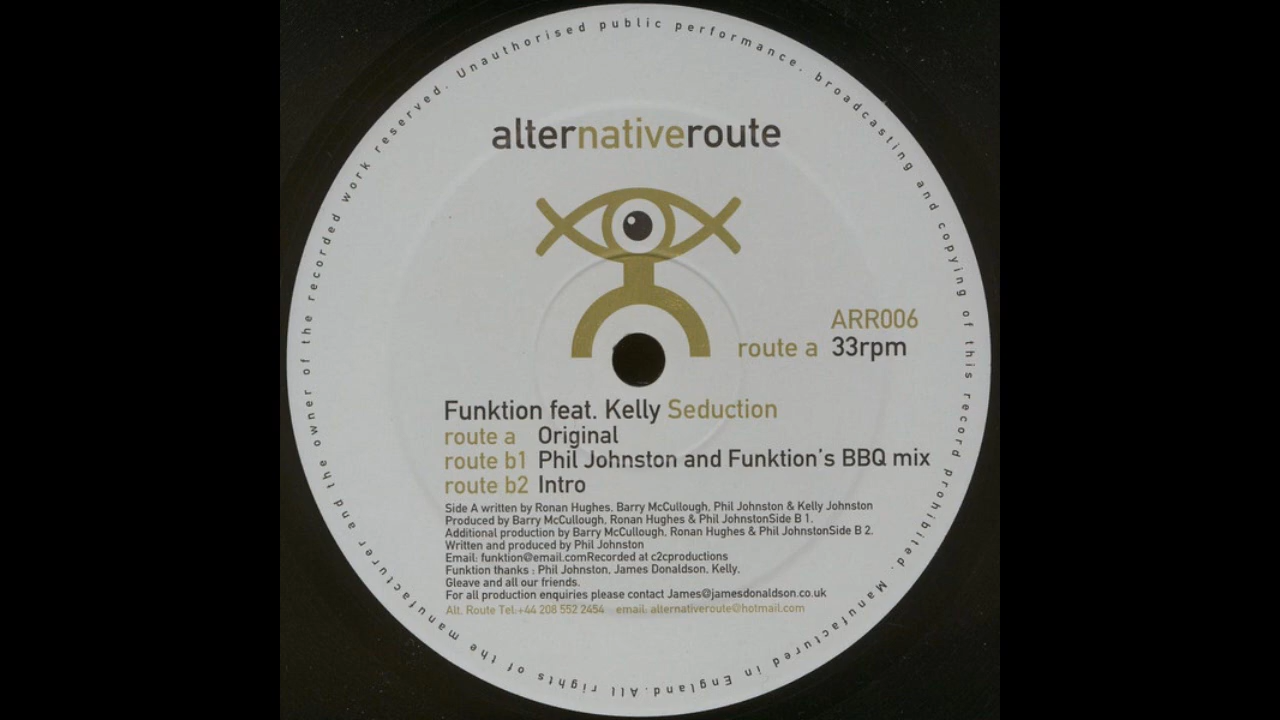 alternativeroute
ARR006
route a 33rpm
Funktion feat. Kelly Seduction
route a Original
route b1 Phil Johnston and Funktion's BBQ mix
route b2 Intro
Side A written by Ronan Hughes, Barry McCullough, Phil Johnston & Kelly Johnston
Produced by Barry McCullough, Ronan Hughes & Phil JohnstonSide B 1.
Additional production by Barry McCullough, Ronan Hughes & Phil JohnstonSide B 2.
Written and produced by Phil Johnston
Email: funktion@email.comRecorded at c2cproductions
Funktion thanks : Phil Johnston, James Donaldson, Kelly.
Gleave and all our friends.
For all production enquiries please contact James@jamesdonaldson.co.uk
Alt. Route Tel.+44 208 552 2454 email: alternativeroute@hotmail.com
Manufactured in England. All rights of the manufacturer and the owner of the recorded work reserved. Unauthorised public performance. broadcasting and copying of this record prohibited.